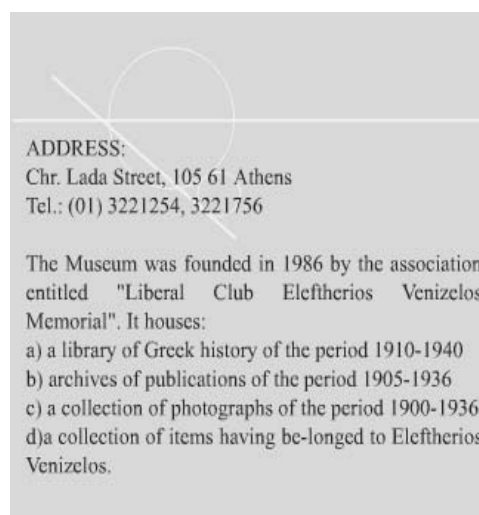 ADDRESS:
Chr. Lada Street, 105 61 Athens
Tel.: (01) 3221254, 3221756
The Museum was founded in 1986 by the association
entitled "Liberal Club Eleftherios Venizelos
Memorial". It houses:
a) a library of Greek history of the period 1910-1940
b) archives of publications of the period 1905-1936
c) a collection of photographs of the period 1900-1936
d)a collection of items having be-longed to Eleftherios
Venizelos.